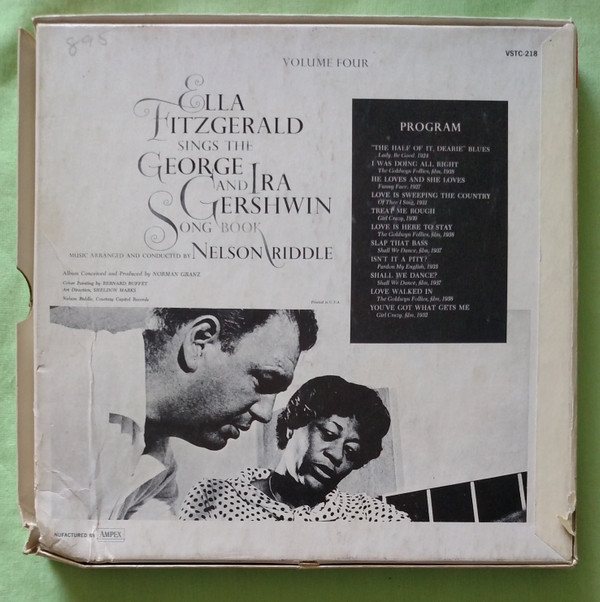 895
VOLUME FOUR
VSTC-218
ELLA
FITZGERALD
SINGS THE
GEORGE
AND IRA
GERSHWIN
SONG BOOK
MUSIC ARRANGED AND CONDUCTED BY NELSON RIDDLE
Album Conceived and Produced by NORMAN GRANZ
Cover Painting by BERNARD BUFFET
Art Direction, SHELDON MARKS
Nelson Riddle, Courtesy Capitol Records
Printed in U.S.A.
PROGRAM
"THE HALF OF IT, DEARIE" BLUES
Lady, Be Good, 1924
I WAS DOING ALL RIGHT
The Goldwyn Follies, film, 1938
HE LOVES AND SHE LOVES
Funny Face, 1927
LOVE IS SWEEPING THE COUNTRY
Of Thee I Sing, 1931
TREAT ME ROUGH
Girl Crazy, 1930
LOVE IS HERE TO STAY
The Goldwyn Follies, film, 1938
SLAP THAT BASS
Shall We Dance, film, 1937
ISN'T IT A PITY?
Pardon My English, 1933
SHALL WE DANCE?
Shall We Dance, film, 1937
LOVE WALKED IN
The Goldwyn Follies, film, 1938
YOU'VE GOT WHAT GETS ME
Girl Crazy, film, 1932
NUFACTURED BY AMPEX